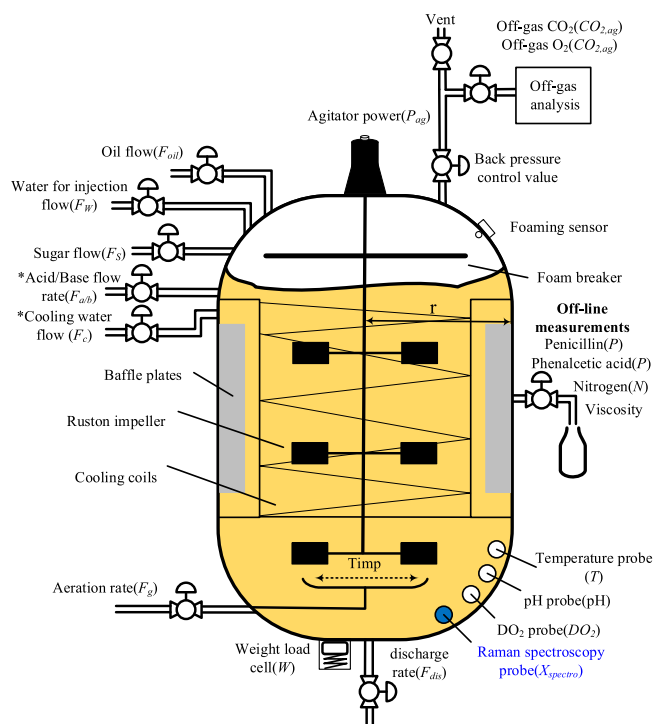 Vent
Off-gas CO2(CO2,ag)
Off-gas O2(CO2,ag)
Off-gas
analysis
Agitator power(Pag)
Back pressure
control value
Oil flow(Foil)
Water for injection
flow(FW)
Sugar flow(FS)
*Acid/Base flow
rate(Fa/b)
*Cooling water
flow (Fc)
Foaming sensor
Foam breaker
r
Off-line
measurements
Penicillin(P)
Phenalcetic acid(P)
Nitrogen(N)
Viscosity
Baffle plates
Ruston impeller
Cooling coils
Timp
Aeration rate(Fg)
Temperature probe
(T)
pH probe(pH)
DO2 probe(DO2)
Raman spectroscopy
probe(Xspectro)
Weight load
cell(W)
discharge
rate(Fdis)